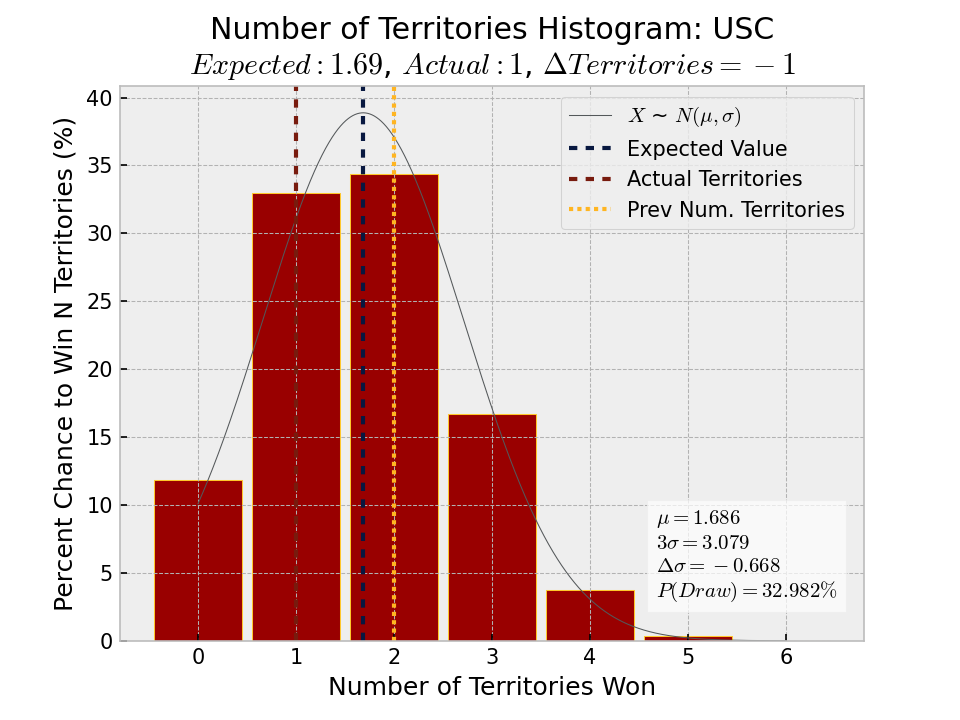 Number of Territories Histogram: USC
Expected : 1.69, Actual : 1, ΔTerritories = − 1
Percent Chance to Win N Territories (%)
40
35
30
25
20
15
10
5
0
X ~ N(μ, σ)
Expected Value
Actual Territories
Prev Num. Territories
μ = 1.686
3σ = 3.079
Δσ = − 0.668
P(Draw) = 32.982%
0 1 2 3 4 5 6
Number of Territories Won